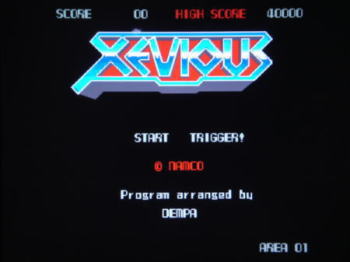 SCORE 00 HIGH SCORE 40000
XEVIOUS
START TRIGGER!
© NAMCO
Program arranged by
DEMPA
AREA 01